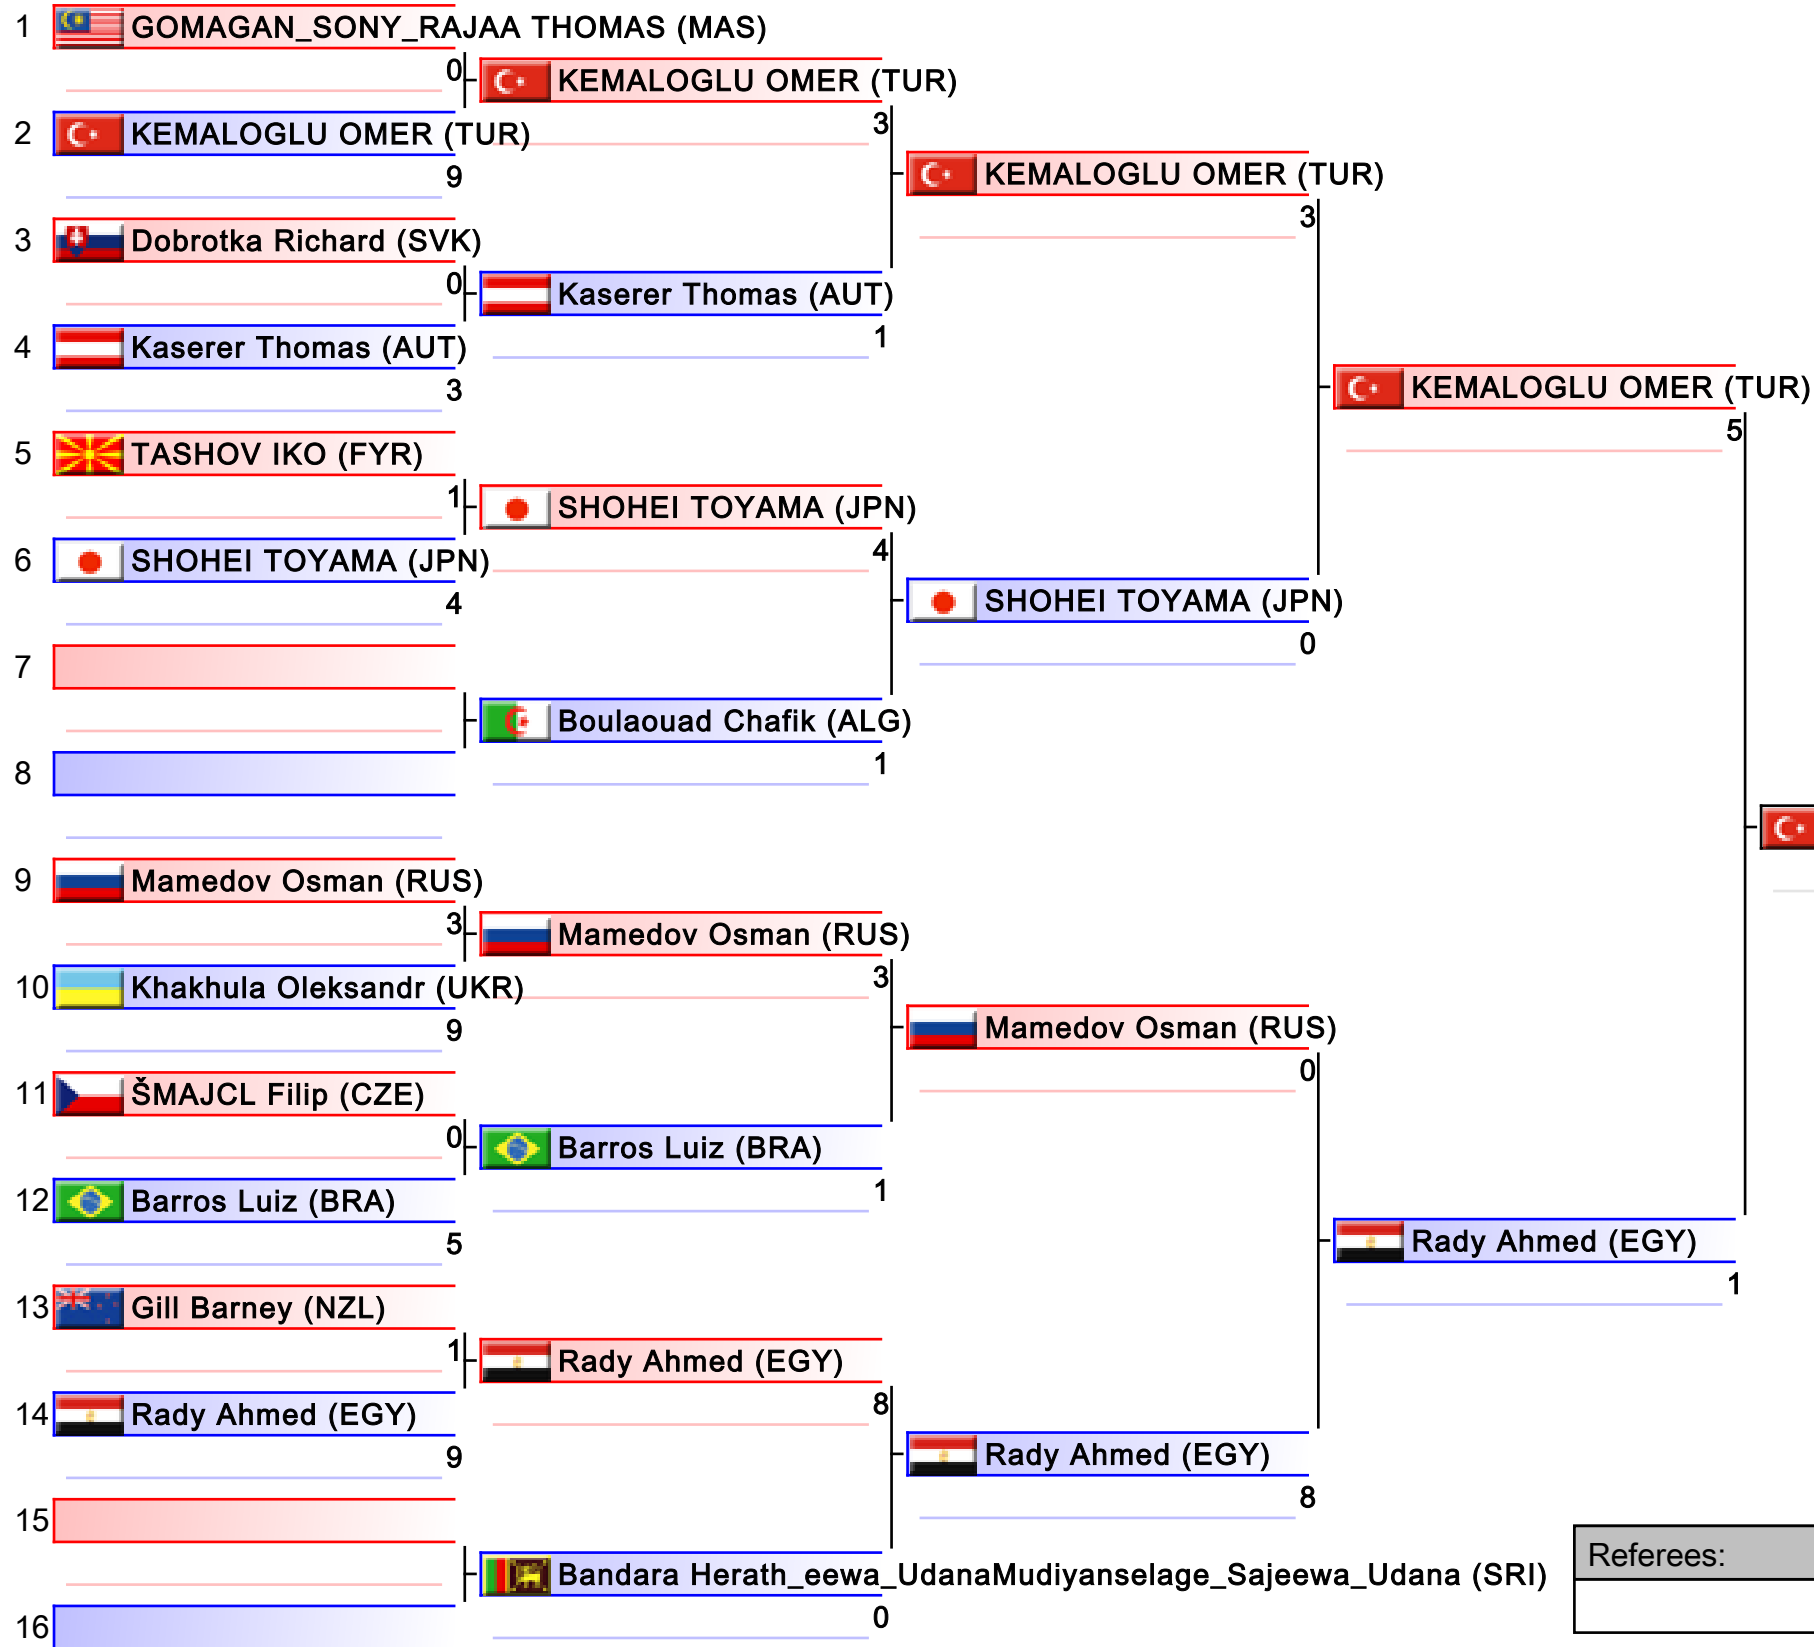 1 GOMAGAN_SONY_RAJAA THOMAS (MAS)
0 KEMALOGLU OMER (TUR)
3
2 KEMALOGLU OMER (TUR)
9
KEMALOGLU OMER (TUR)
3
3 Dobrotka Richard (SVK)
0 Kaserer Thomas (AUT)
1
4 Kaserer Thomas (AUT)
3
KEMALOGLU OMER (TUR)
5
5 TASHOV IKO (FYR)
1 SHOHEI TOYAMA (JPN)
4
6 SHOHEI TOYAMA (JPN)
4
SHOHEI TOYAMA (JPN)
0
7
Boulaouad Chafik (ALG)
1
8
9 Mamedov Osman (RUS)
3 Mamedov Osman (RUS)
3
10 Khakhula Oleksandr (UKR)
9
Mamedov Osman (RUS)
0
11 ŠMAJCL Filip (CZE)
0 Barros Luiz (BRA)
1
12 Barros Luiz (BRA)
5
Rady Ahmed (EGY)
1
13 Gill Barney (NZL)
1 Rady Ahmed (EGY)
8
14 Rady Ahmed (EGY)
9
Rady Ahmed (EGY)
8
15
Referees:
Bandara Herath_eewa_UdanaMudiyanselage_Sajeewa_Udana (SRI)
0
16